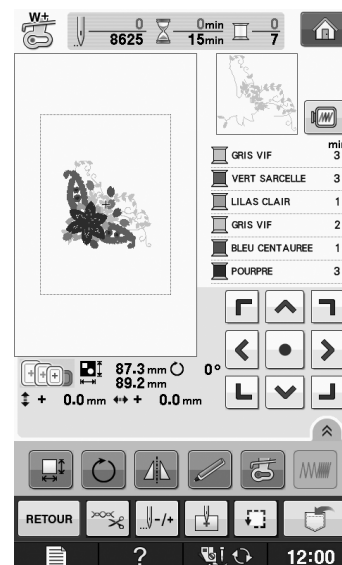 W+
0 0min 0
8625 15min 7
min
GRIS VIF 3
VERT SARCELLE 3
LILAS CLAIR 1
GRIS VIF 2
BLEU CENTAUREE 1
POURPRE 3
87.3 mm 0°
89.2 mm
+ 0.0 mm + 0.0 mm
RETOUR -/+
? 12:00